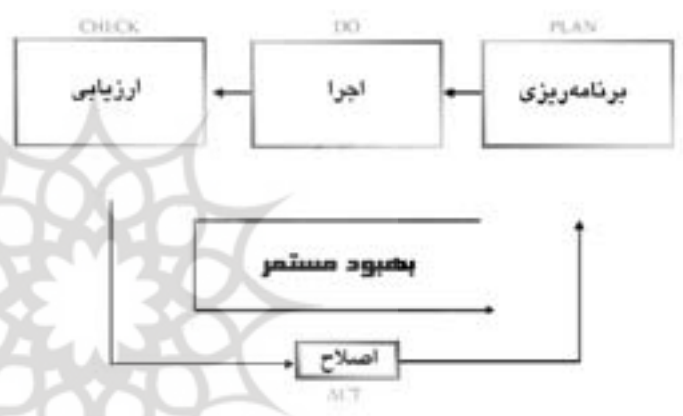 PLAN
DO
CHECK
برنامه‌ریزی
اجرا
ارزیابی
بهبود مستمر
اصلاح
ACT